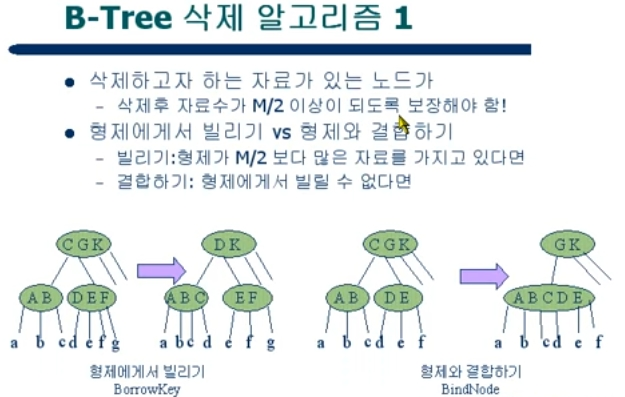 B-Tree 삭제 알고리즘 1
삭제하고자 하는 자료가 있는 노드가
– 삭제후 자료수가 M/2 이상이 되도록 보장해야 함!
형제에게서 빌리기 vs 형제와 결합 하기
– 빌리기:형제가 M/2 보다 많은 자료를 가지고 있다면
– 결합하기: 형제에게서 빌릴 수 없다면
C G K D K C G K G K
A B D E F A B C E F A B D E A B C D E
a b c d e f g a b c d e f g a b c d e f a b c d e f
형제에게서 빌리기 형제와 결합하기
BorrowKey BindNode